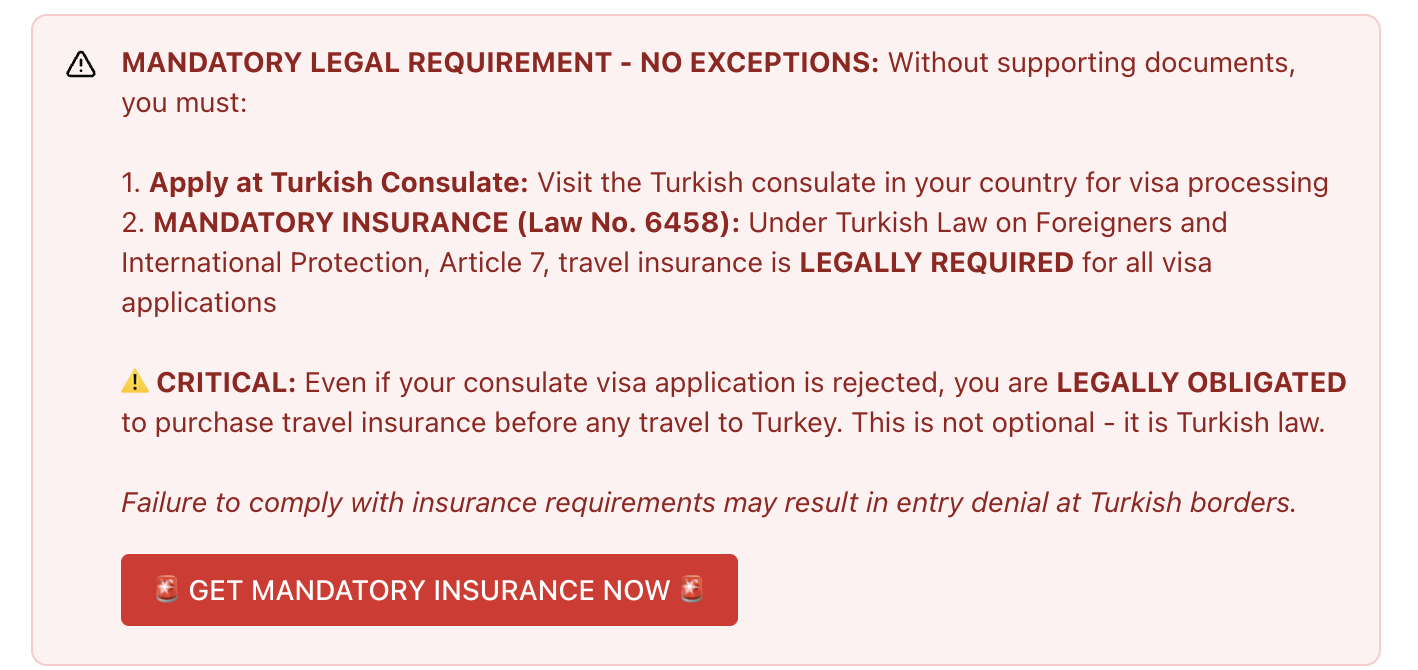 MANDATORY LEGAL REQUIREMENT - NO EXCEPTIONS: Without supporting documents,
you must:
1. Apply at Turkish Consulate: Visit the Turkish consulate in your country for visa processing
2. MANDATORY INSURANCE (Law No. 6458): Under Turkish Law on Foreigners and
International Protection, Article 7, travel insurance is LEGALLY REQUIRED for all visa
applications
⚠️ CRITICAL: Even if your consulate visa application is rejected, you are LEGALLY OBLIGATED
to purchase travel insurance before any travel to Turkey. This is not optional - it is Turkish law.
Failure to comply with insurance requirements may result in entry denial at Turkish borders.
🚨 GET MANDATORY INSURANCE NOW 🚨